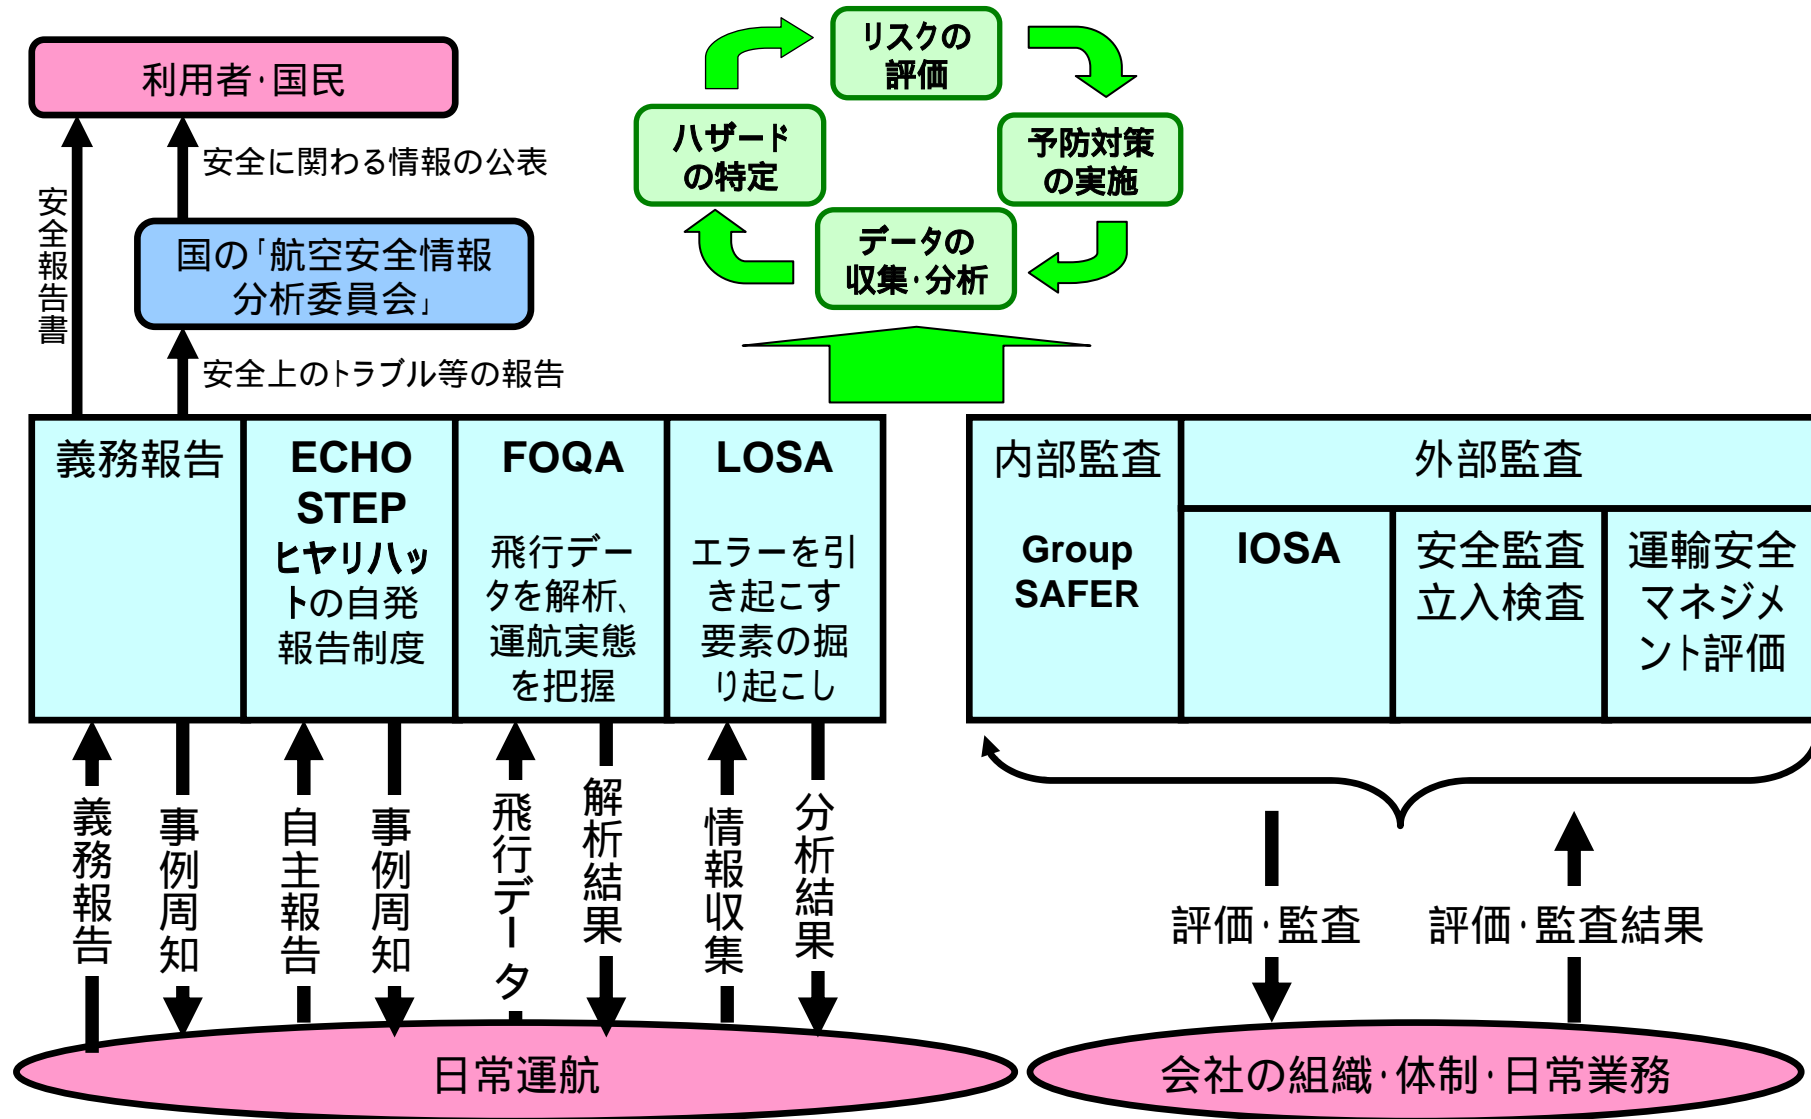 利用者・国民
安全に関わる情報の公表
安全報告書
国の「航空安全情報
分析委員会」
安全上のトラブル等の報告
リスクの
評価
ハザード
の特定
予防対策
の実施
データの
収集・分析
義務報告
ECHO
STEP
ヒヤリハッ
トの自発
報告制度
FOQA
飛行デー
タを解析、
運航実態
を把握
LOSA
エラーを引
き起こす
要素の掘
り起こし
内部監査
Group
SAFER
外部監査
IOSA
安全監査
立入検査
運輸安全
マネジメ
ント評価
義務報告
事例周知
自主報告
事例周知
飛行データ
解析結果
情報収集
分析結果
評価・監査
評価・監査結果
日常運航
会社の組織・体制・日常業務